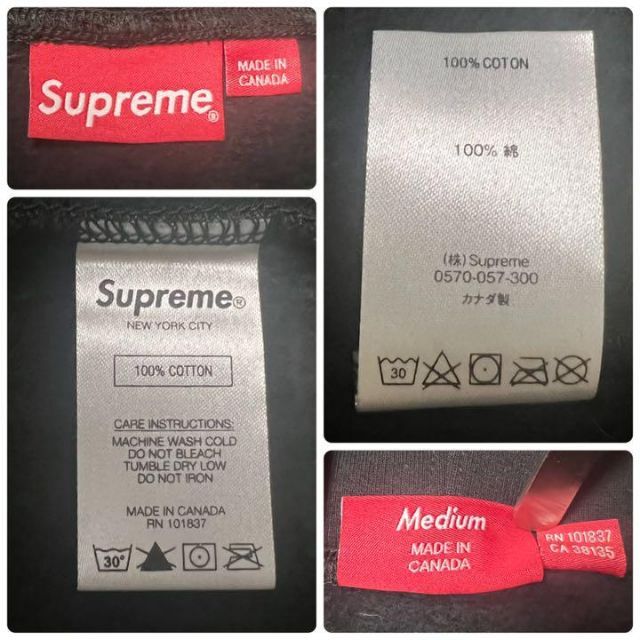 Supreme®
MADE IN
CANADA
100% COTON
100% 綿
(株) Supreme
0570-057-300
カナダ製
30
Supreme®
NEW YORK CITY
100% COTTON
CARE INSTRUCTIONS:
MACHINE WASH COLD
DO NOT BLEACH
TUMBLE DRY LOW
DO NOT IRON
MADE IN CANADA
RN 101837
30°
Medium
MADE IN
CANADA
RN 101837
CA 38135